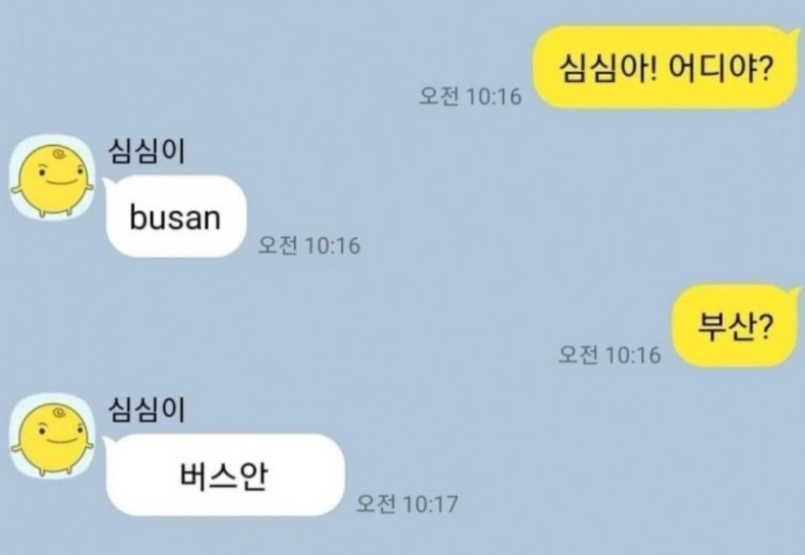 심심아! 어디야?
오전 10:16
심심이
busan
오전 10:16
부산?
오전 10:16
심심이
버스안
오전 10:17